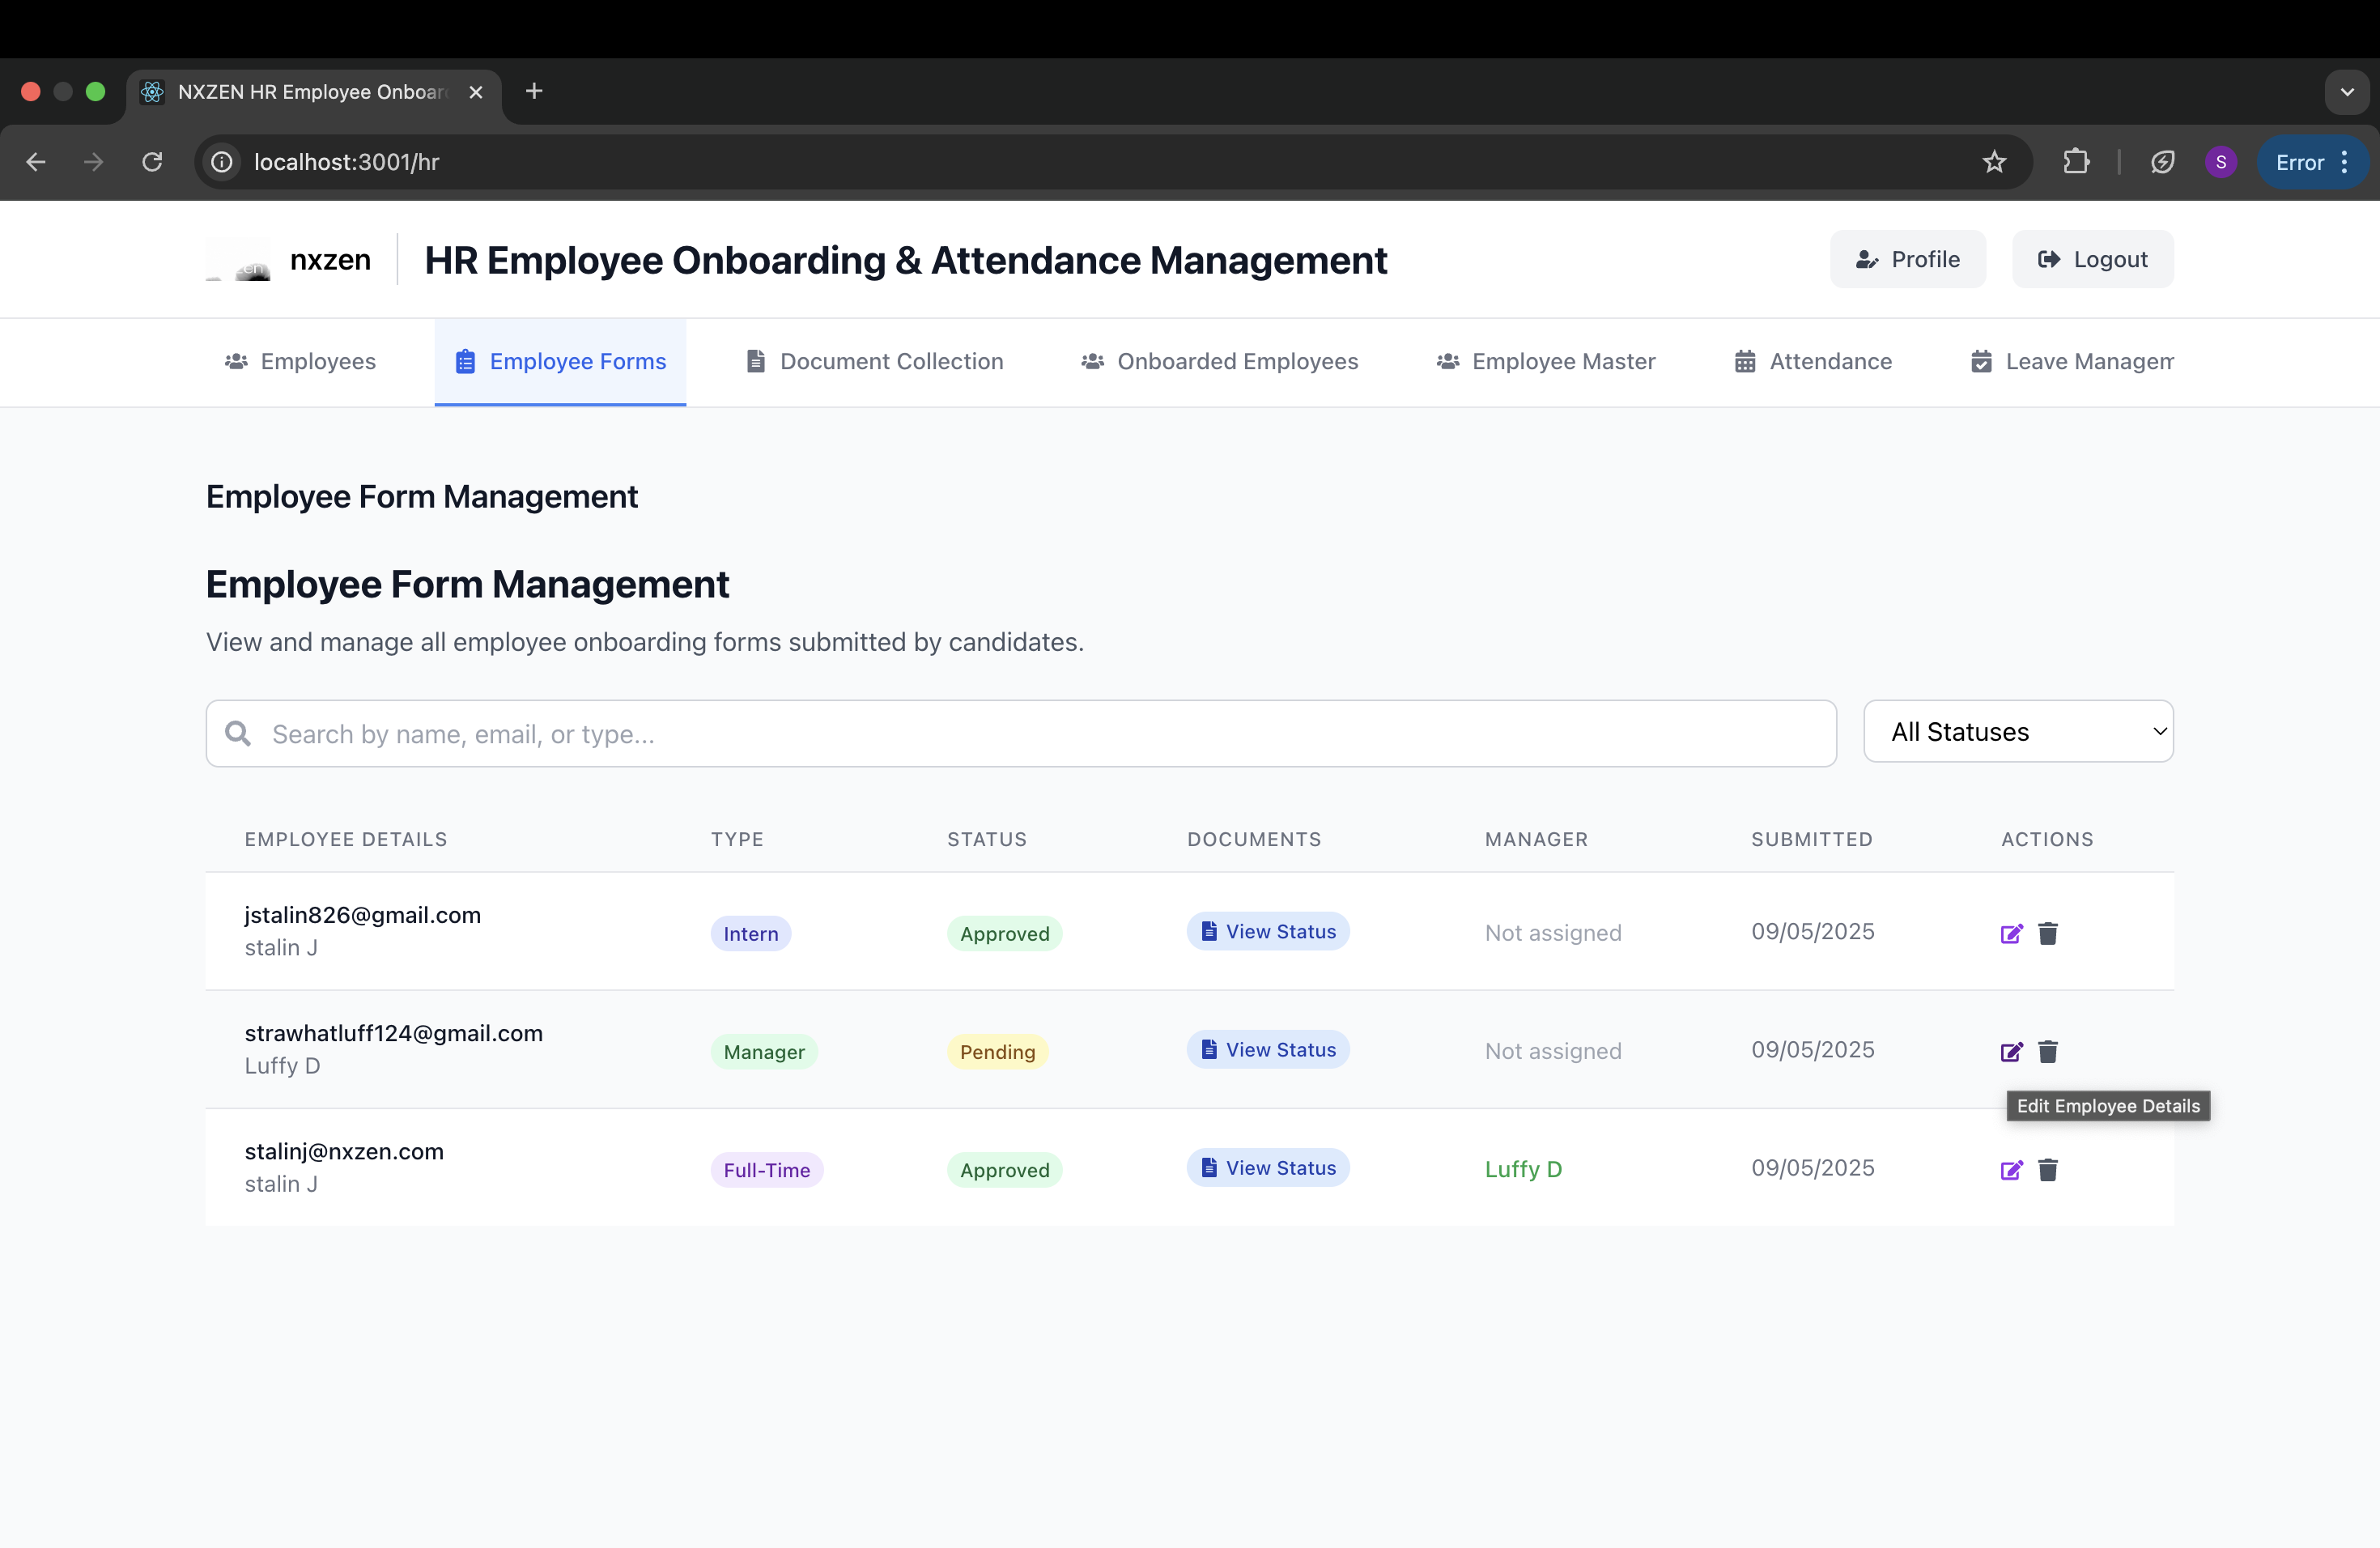 NXZEN HR Employee Onboar
localhost:3001/hr
S
Error
nxzen
HR Employee Onboarding & Attendance Management
Profile
Logout
Employees
Employee Forms
Document Collection
Onboarded Employees
Employee Master
Attendance
Leave Managem
Employee Form Management
Employee Form Management
View and manage all employee onboarding forms submitted by candidates.
Search by name, email, or type...
All Statuses
EMPLOYEE DETAILS TYPE STATUS DOCUMENTS MANAGER SUBMITTED ACTIONS
jstalin826@gmail.com
stalin J
Intern Approved View Status Not assigned 09/05/2025
strawhatluff124@gmail.com
Luffy D
Manager Pending View Status Not assigned 09/05/2025
Edit Employee Details
stalinj@nxzen.com
stalin J
Full-Time Approved View Status Luffy D 09/05/2025